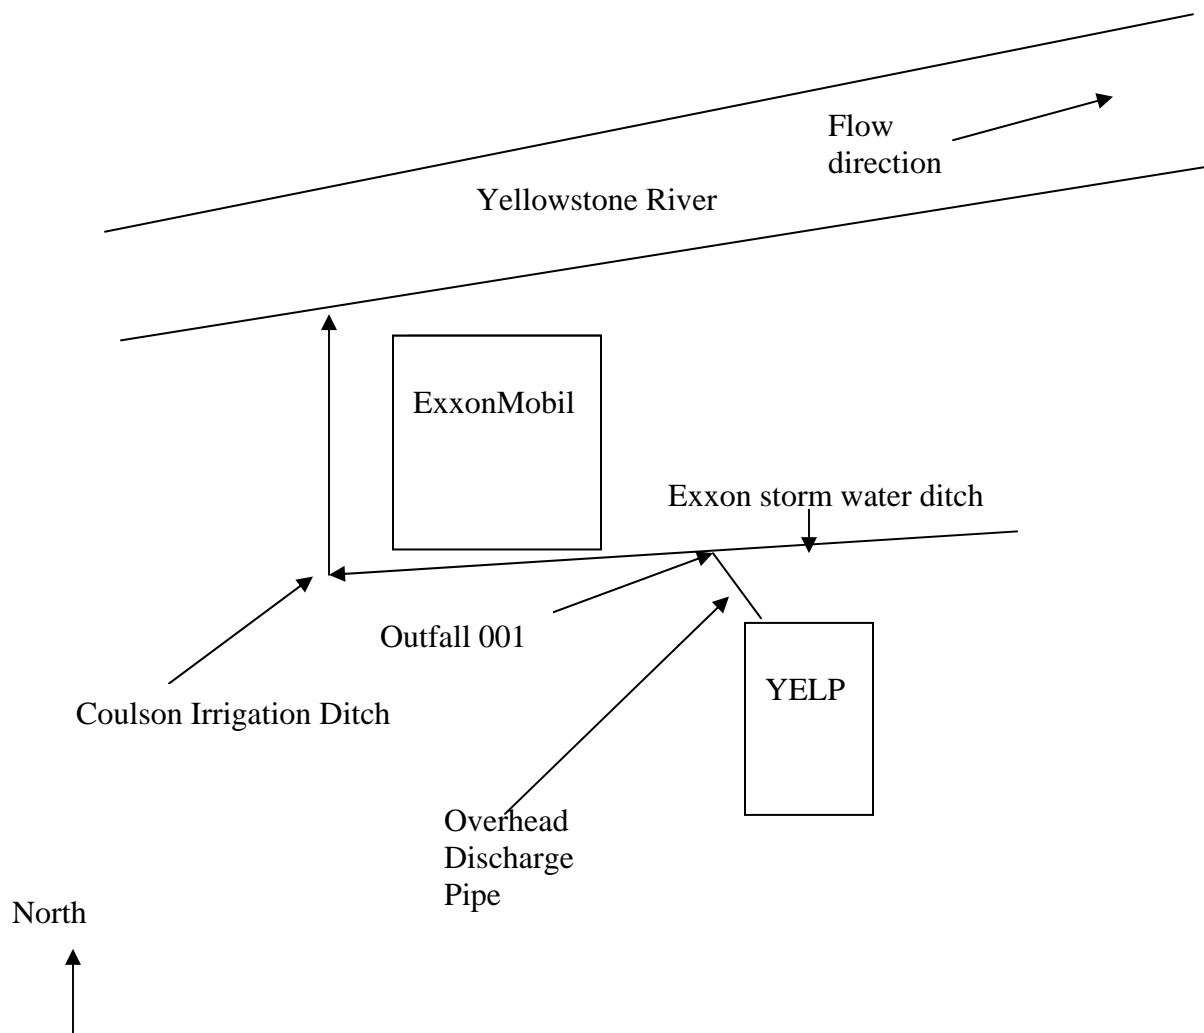 Flow
direction
Yellowstone River
ExxonMobil
Exxon storm water ditch
Outfall 001
YELP
Coulson Irrigation Ditch
Overhead
Discharge
Pipe
North